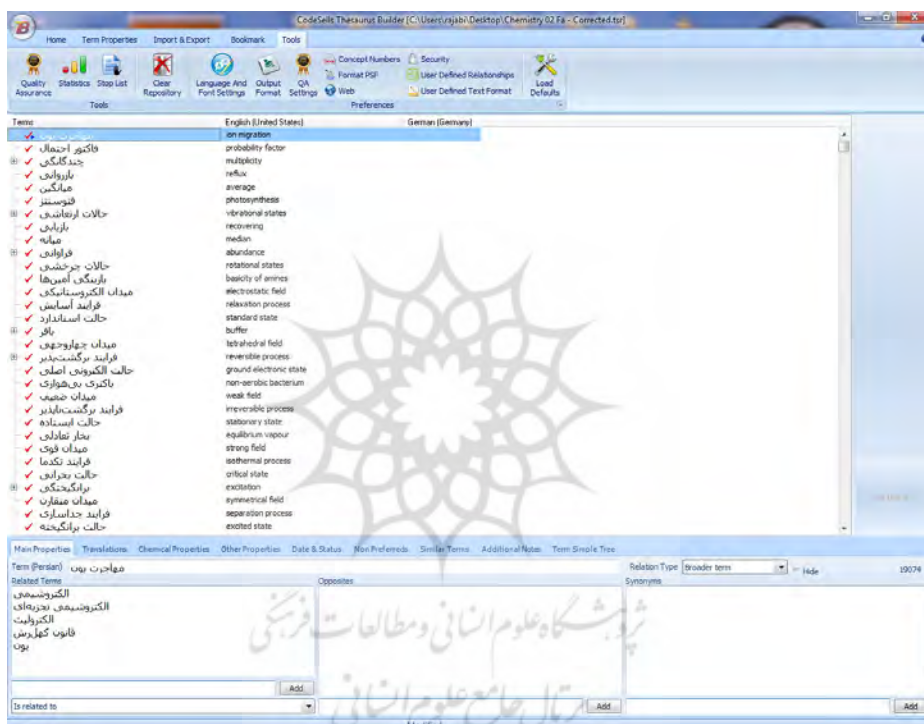 CodeSells Thesaurus Builder [C:\Users\rajabi\Desktop\Chemistry 02 Fa - Corrected.tsr]
Home Term Properties Import & Export Bookmark Tools
Quality Assurance Statistics Stop List Clear Repository Language And Font Settings Output Format QA Settings Concept Numbers Format PSF Web Security User Defined Relationships User Defined Text Format Load Defaults
Tools Preferences
Terms English (United States) German (Germany)
مهاجرت یون ion migration
فاکتور احتمال probability factor
چندگانگی multiplicity
بازروانی reflux
میانگین average
فتوسنتز photosynthesis
حالات ارتعاشی vibrational states
بازیابی recovering
میانه median
فراوانی abundance
حالات چرخشی rotational states
بازینگی آمین‌ها basicity of amines
میدان الکتروستاتیکی electrostatic field
فرایند آسایش relaxation process
حالت استاندارد standard state
بافر buffer
میدان چهاروجهی tetrahedral field
فرایند برگشت‌پذیر reversible process
حالت الکترونی اصلی ground electronic state
باکتری بی‌هوازی non-aerobic bacterium
میدان ضعیف weak field
فرایند برگشت‌ناپذیر irreversible process
حالت ایستاده stationary state
بخار تعادلی equilibrium vapour
میدان قوی strong field
فرایند تکدما isothermal process
حالت بحرانی critical state
برانگیختگی excitation
میدان متقارن symmetrical field
فرایند جداسازی separation process
حالت برانگیخته excited state
Main Properties Translations Chemical Properties Other Properties Date & Status Non Preferreds Similar Terms Additional Notes Term Simple Tree
Term (Persian) مهاجرت یون Relation Type Broader term Hide 19074
Related Terms Opposites Synonyms
الکتروشیمی
الکتروشیمی تجزیه‌ای
الکترولیت
قانون کهلرش
یون
Add
Is related to Add Add
پژوهشگاه علوم انسانی و مطالعات فرهنگی
پرتال جامع علوم انسانی